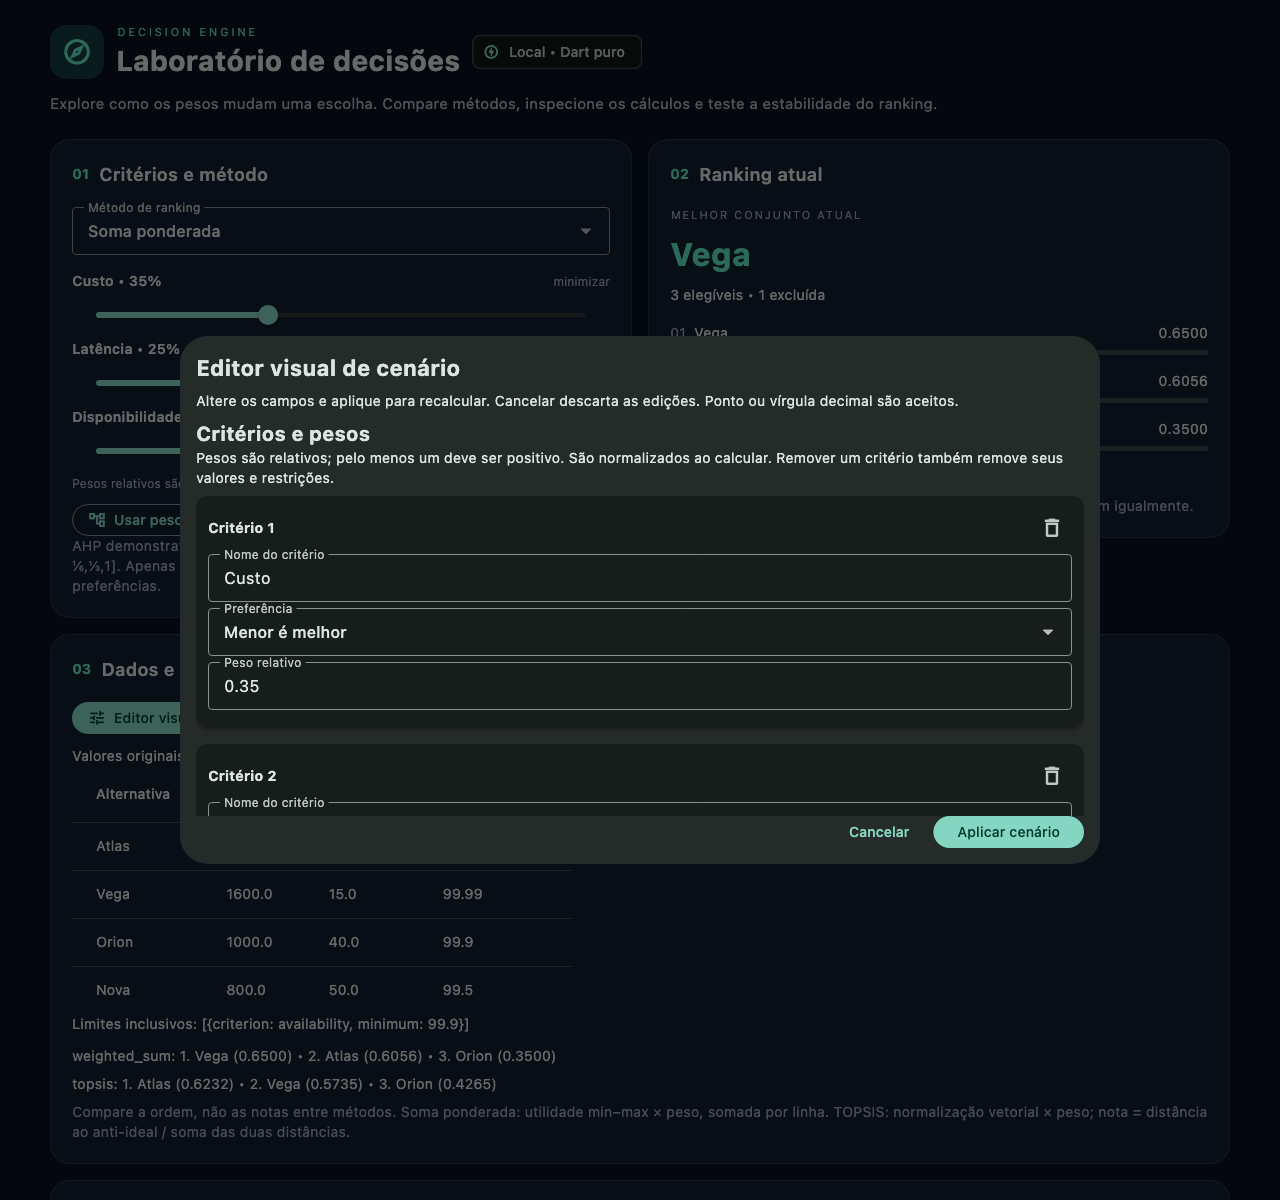 DECISION ENGINE
Laboratório de decisões
Local • Dart puro
Explore como os pesos mudam uma escolha. Compare métodos, inspecione os cálculos e teste a estabilidade do ranking.
01 Critérios e método
Método de ranking
Soma ponderada
Custo • 35%
minimizar
Latência • 25%
Disponibilidade
Pesos relativos são
Usar peso
AHP demonstra
⅙,⅓,1]. Apenas
preferências.
02 Ranking atual
MELHOR CONJUNTO ATUAL
Vega
3 elegíveis • 1 excluída
01 Vega
0.6500
0.6056
0.3500
m igualmente.
Editor visual de cenário
Altere os campos e aplique para recalcular. Cancelar descarta as edições. Ponto ou vírgula decimal são aceitos.
Critérios e pesos
Pesos são relativos; pelo menos um deve ser positivo. São normalizados ao calcular. Remover um critério também remove seus
valores e restrições.
Critério 1
Nome do critério
Custo
Preferência
Menor é melhor
Peso relativo
0.35
Critério 2
Nome do critério
Cancelar
Aplicar cenário
03 Dados e
Editor visu
Valores originais
Alternativa
Atlas
Vega 1600.0 15.0 99.99
Orion 1000.0 40.0 99.9
Nova 800.0 50.0 99.5
Limites inclusivos: [{criterion: availability, minimum: 99.9}]
weighted_sum: 1. Vega (0.6500) • 2. Atlas (0.6056) • 3. Orion (0.3500)
topsis: 1. Atlas (0.6232) • 2. Vega (0.5735) • 3. Orion (0.4265)
Compare a ordem, não as notas entre métodos. Soma ponderada: utilidade min–max × peso, somada por linha. TOPSIS: normalização vetorial × peso; nota = distância
ao anti-ideal / soma das duas distâncias.